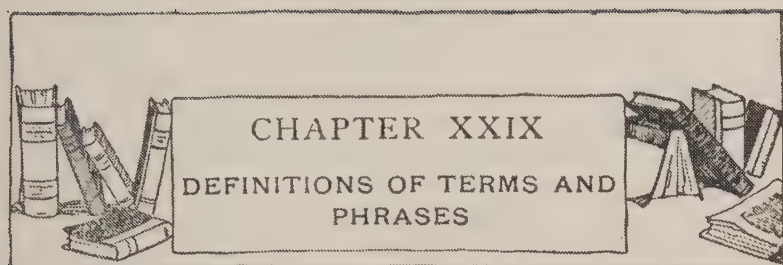 CHAPTER XXIX
DEFINITIONS OF TERMS AND
PHRASES